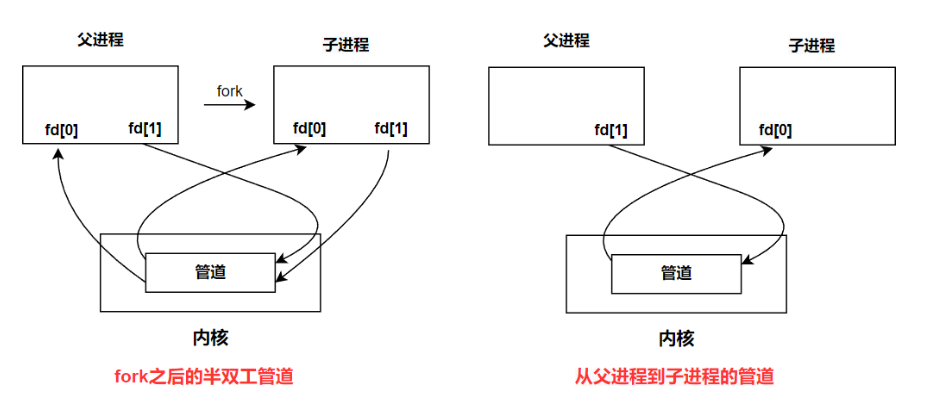 父进程
子进程
fork
fd[0]
fd[1]
fd[0]
fd[1]
管道
内核
fork之后的半双工管道
父进程
子进程
fd[1]
fd[0]
管道
内核
从父进程到子进程的管道